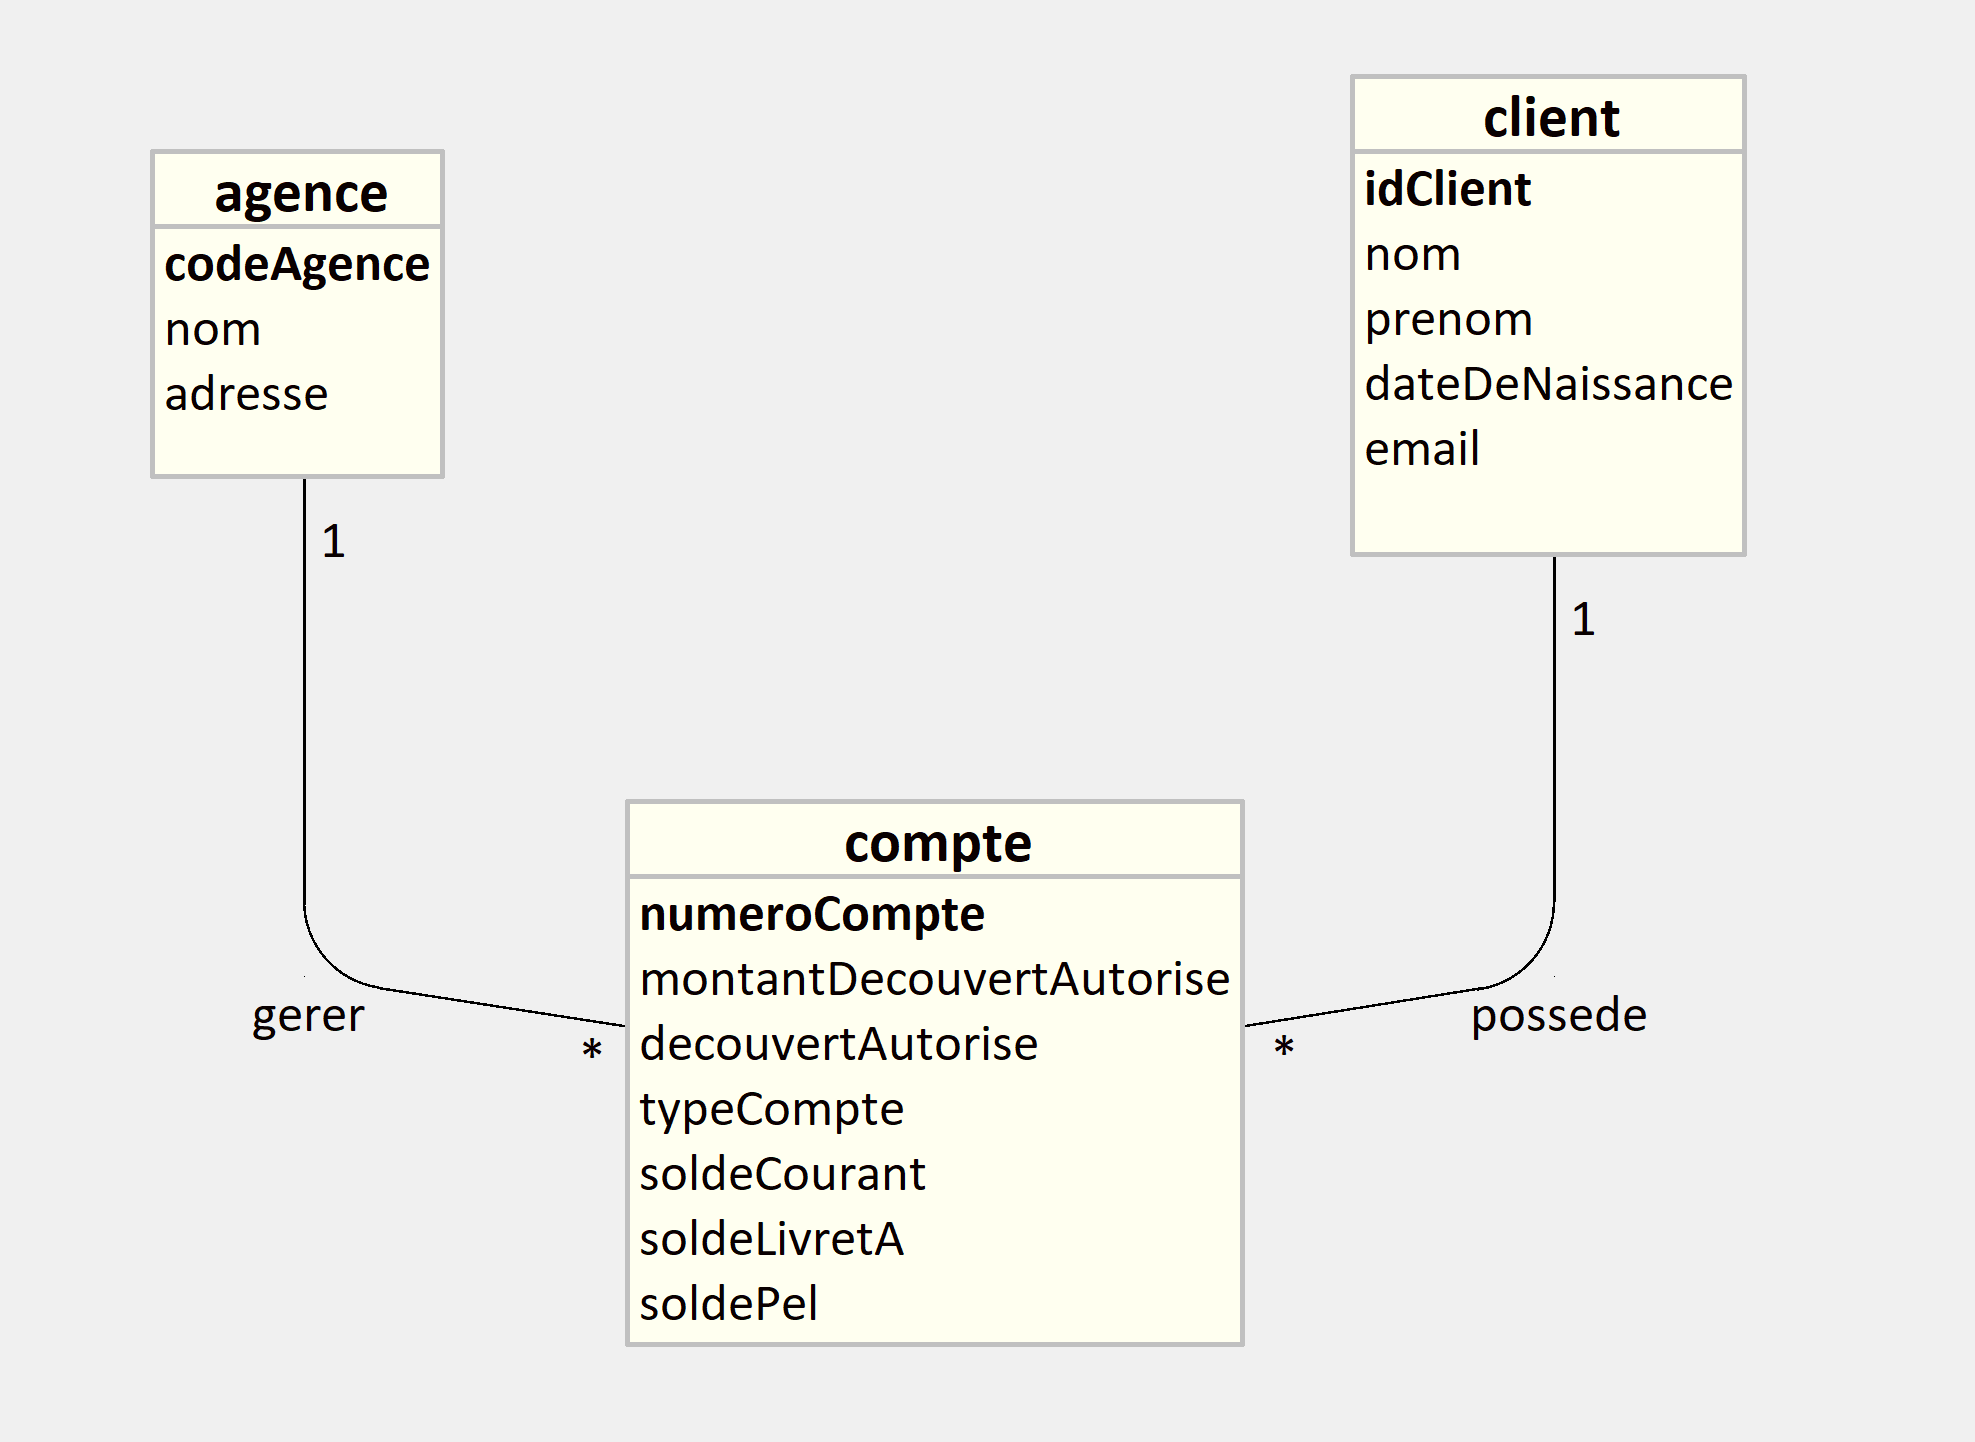 agence
codeAgence
nom
adresse
1
client
idClient
nom
prenom
dateDeNaissance
email
1
gerer
*
possede
*
compte
numeroCompte
montantDecouvertAutorise
decouvertAutorise
typeCompte
soldeCourant
soldeLivretA
soldePel